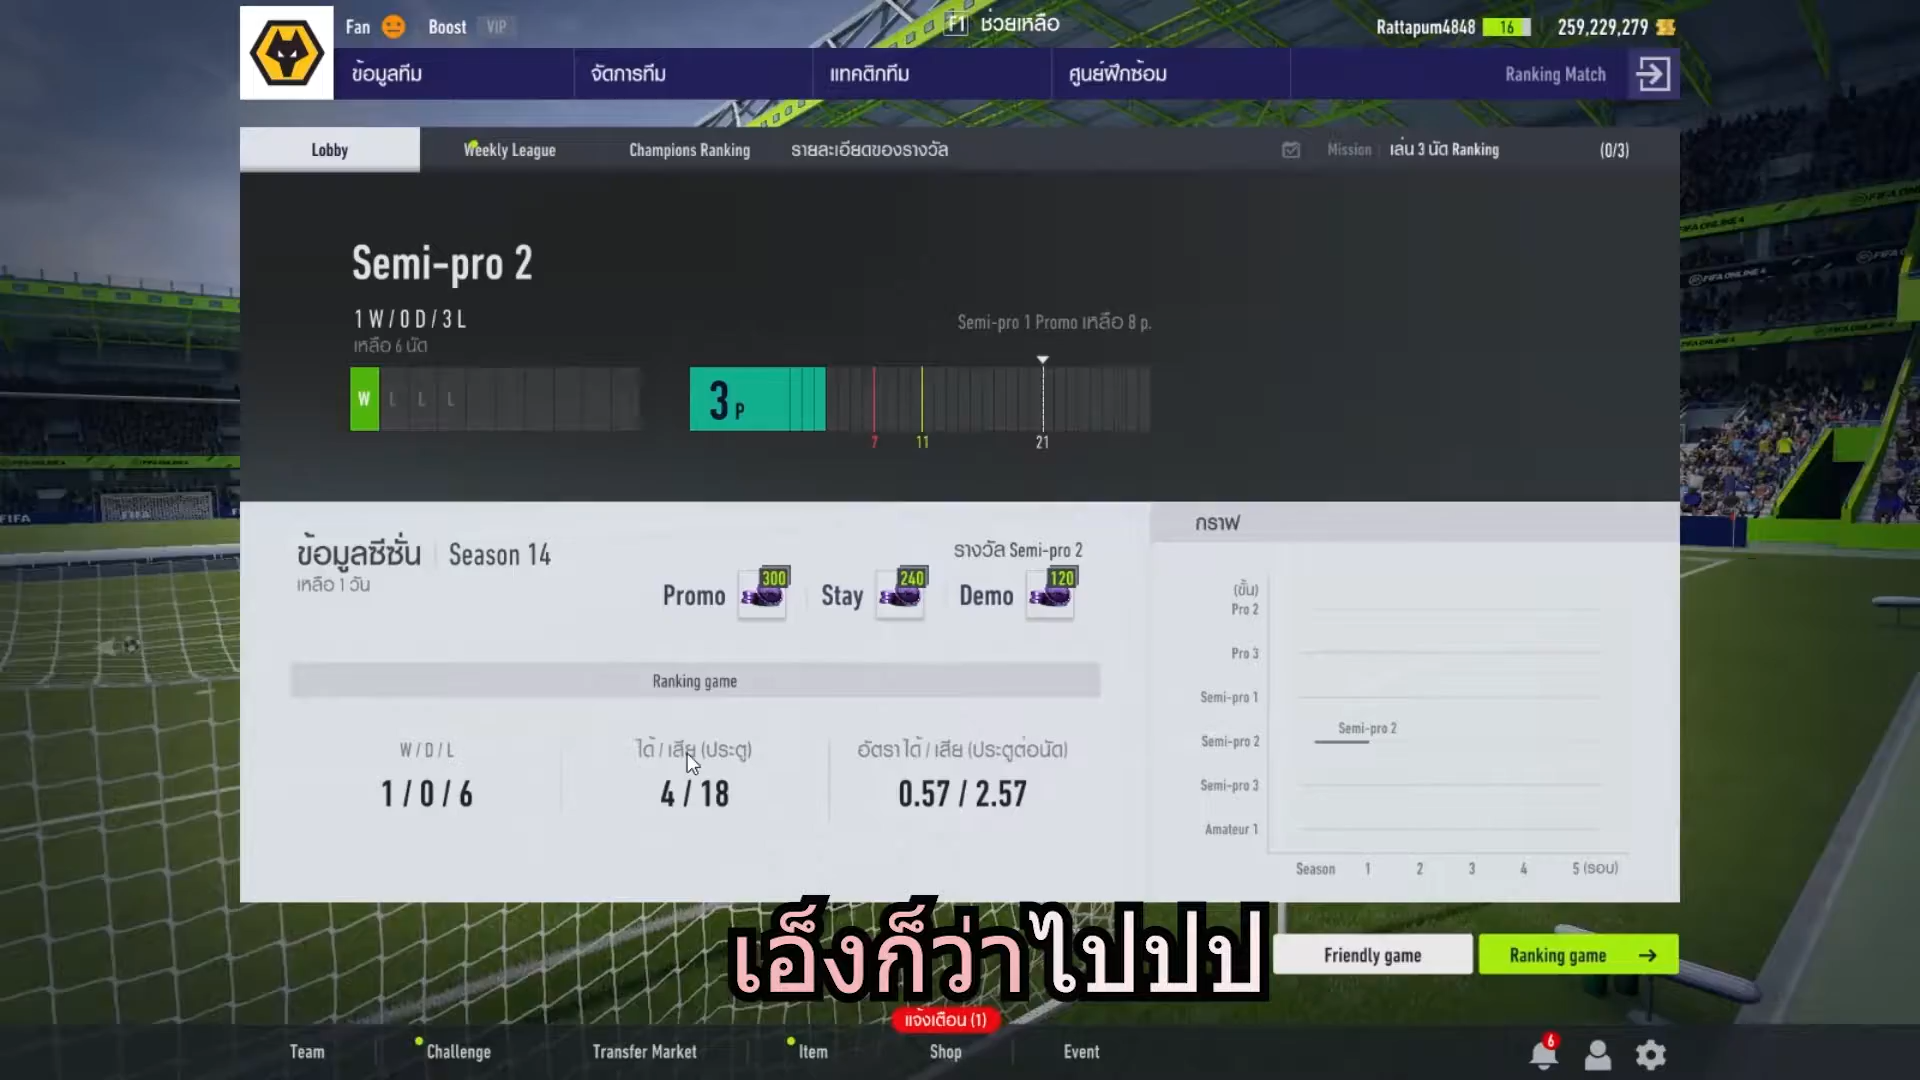 Fan Boost VIP
F1 ช่วยเหลือ
Rattapum4848 16 259,229,279
ข้อมูลทีม จัดการทีม แทคติกทีม ศูนย์ฝึกซ้อม Ranking Match
Lobby Weekly League Champions Ranking รายละเอียดของรางวัล Mission เล่น 3 นัด Ranking (0/3)
Semi-pro 2
1 W / 0 D / 3 L
เหลือ 6 นัด
Semi-pro 1 Promo เหลือ 8 p.
W L L L
3 P
7 11 21
ข้อมูลซีซั่น Season 14
เหลือ 1 วัน
รางวัล Semi-pro 2
Promo 300 Stay 240 Demo 120
Ranking game
W / D / L ได้ / เสีย (ประตู) อัตราได้ / เสีย (ประตูต่อนัด)
1 / 0 / 6 4 / 18 0.57 / 2.57
กราฟ
(ชั้น)
Pro 2
Pro 3
Semi-pro 1
Semi-pro 2 Semi-pro 2
Semi-pro 3
Amateur 1
Season 1 2 3 4 5 (รอบ)
เอ็งก็ว่าไปปป
Friendly game Ranking game
แจ้งเตือน (1)
Team Challenge Transfer Market Item Shop Event 6